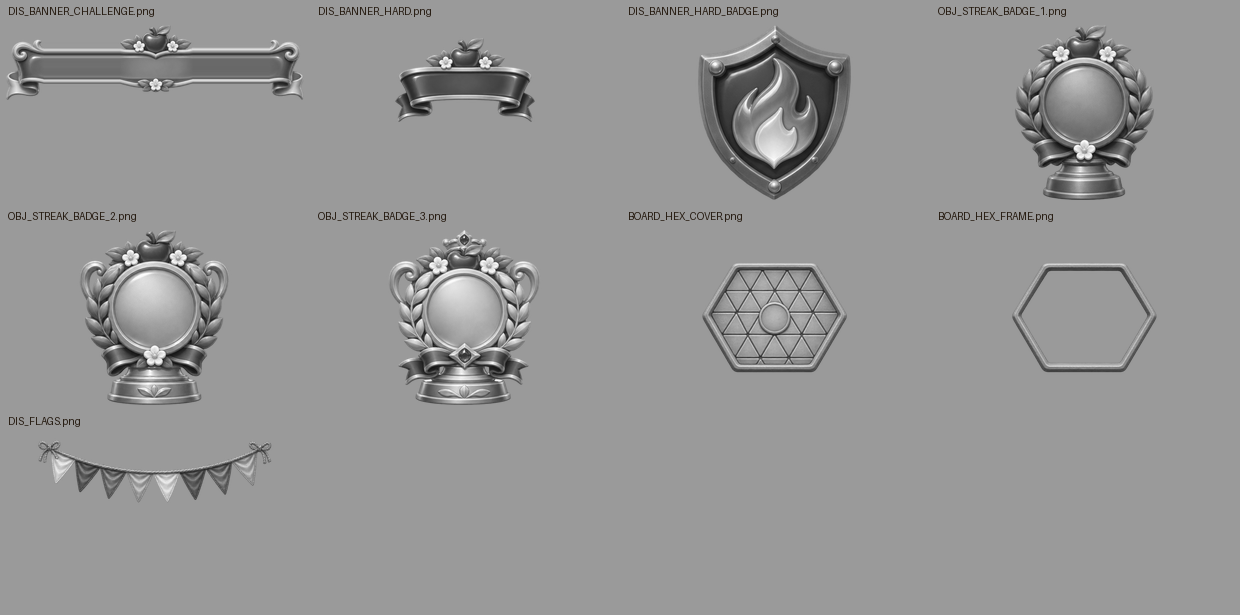 DIS_BANNER_CHALLENGE.png
DIS_BANNER_HARD.png
DIS_BANNER_HARD_BADGE.png
OBJ_STREAK_BADGE_1.png
OBJ_STREAK_BADGE_2.png
OBJ_STREAK_BADGE_3.png
BOARD_HEX_COVER.png
BOARD_HEX_FRAME.png
DIS_FLAGS.png